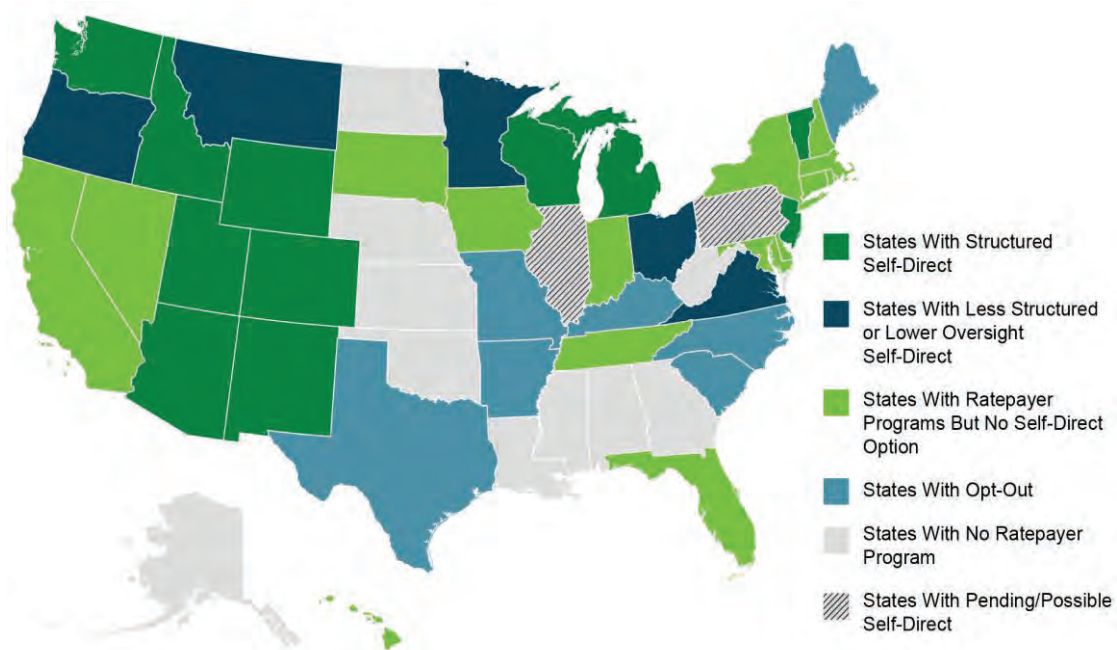 States With Structured
Self-Direct
States With Less Structured
or Lower Oversight
Self-Direct
States With Ratepayer
Programs But No Self-Direct
Option
States With Opt-Out
States With No Ratepayer
Program
States With Pending/Possible
Self-Direct